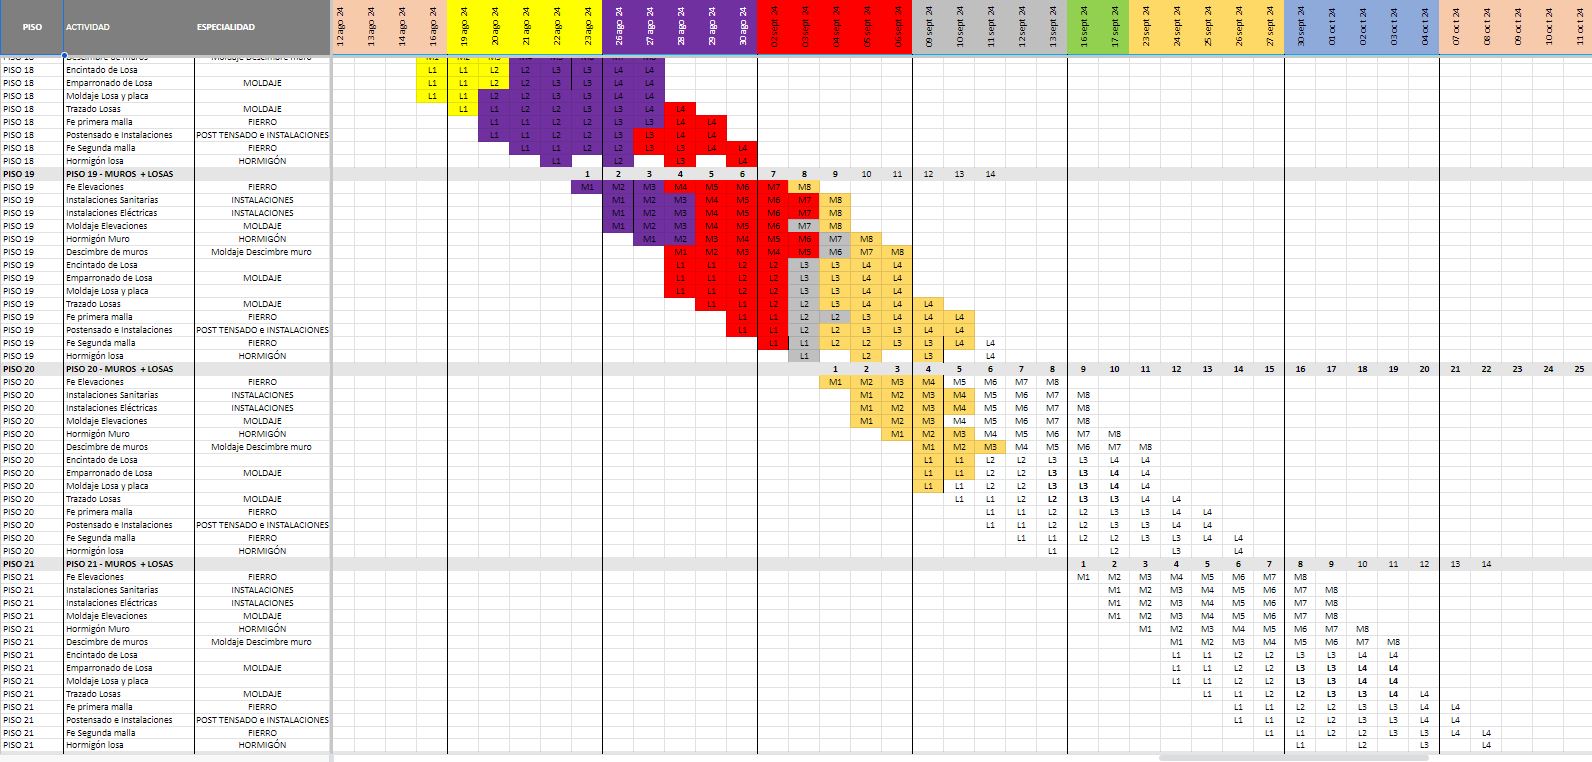 PISO ACTIVIDAD ESPECIALIDAD 12 ago 24 13 ago 24 14 ago 24 16 ago 24 19 ago 24 20 ago 24 21 ago 24 22 ago 24 23 ago 24 26 ago 24 27 ago 24 28 ago 24 29 ago 24 30 ago 24 02 sept 24 03 sept 24 04 sept 24 05 sept 24 06 sept 24 09 sept 24 10 sept 24 11 sept 24 12 sept 24 13 sept 24 16 sept 24 17 sept 24 23 sept 24 24 sept 24 25 sept 24 26 sept 24 27 sept 24 30 sept 24 01 oct 24 02 oct 24 03 oct 24 04 oct 24 07 oct 24 08 oct 24 09 oct 24 10 oct 24 11 oct 24
PISO 18 Encintado de Losa L1 L1 L2 L2 L3 L3 L4 L4
PISO 18 Emparronado de Losa MOLDAJE L1 L1 L2 L2 L3 L3 L4 L4
PISO 18 Moldaje Losa y placa L1 L1 L2 L2 L3 L3 L4 L4
PISO 18 Trazado Losas MOLDAJE L1 L1 L2 L2 L3 L3 L4 L4
PISO 18 Fe primera malla FIERRO L1 L1 L2 L2 L3 L3 L4 L4
PISO 18 Postensado e Instalaciones POST TENSADO e INSTALACIONES L1 L1 L2 L2 L3 L3 L4 L4
PISO 18 Fe Segunda malla FIERRO L1 L1 L2 L2 L3 L3 L4 L4
PISO 18 Hormigón losa HORMIGÓN L1 L2 L3 L4
PISO 19 PISO 19 - MUROS + LOSAS 1 2 3 4 5 6 7 8 9 10 11 12 13 14
PISO 19 Fe Elevaciones FIERRO M1 M2 M3 M4 M5 M6 M7 M8
PISO 19 Instalaciones Sanitarias INSTALACIONES M1 M2 M3 M4 M5 M6 M7 M8
PISO 19 Instalaciones Eléctricas INSTALACIONES M1 M2 M3 M4 M5 M6 M7 M8
PISO 19 Moldaje Elevaciones MOLDAJE M1 M2 M3 M4 M5 M6 M7 M8
PISO 19 Hormigón Muro HORMIGÓN M1 M2 M3 M4 M5 M6 M7 M8
PISO 19 Descimbre de muros Moldaje Descimbre muro M1 M2 M3 M4 M5 M6 M7 M8
PISO 19 Encintado de Losa L1 L1 L2 L2 L3 L3 L4 L4
PISO 19 Emparronado de Losa MOLDAJE L1 L1 L2 L2 L3 L3 L4 L4
PISO 19 Moldaje Losa y placa L1 L1 L2 L2 L3 L3 L4 L4
PISO 19 Trazado Losas MOLDAJE L1 L1 L2 L2 L3 L3 L4 L4
PISO 19 Fe primera malla FIERRO L1 L1 L2 L2 L3 L3 L4 L4
PISO 19 Postensado e Instalaciones POST TENSADO e INSTALACIONES L1 L1 L2 L2 L3 L3 L4 L4
PISO 19 Fe Segunda malla FIERRO L1 L1 L2 L2 L3 L3 L4 L4
PISO 19 Hormigón losa HORMIGÓN L1 L2 L3 L4
PISO 20 PISO 20 - MUROS + LOSAS 1 2 3 4 5 6 7 8 9 10 11 12 13 14 15 16 17 18 19 20 21 22 23 24 25
PISO 20 Fe Elevaciones FIERRO M1 M2 M3 M4 M5 M6 M7 M8
PISO 20 Instalaciones Sanitarias INSTALACIONES M1 M2 M3 M4 M5 M6 M7 M8
PISO 20 Instalaciones Eléctricas INSTALACIONES M1 M2 M3 M4 M5 M6 M7 M8
PISO 20 Moldaje Elevaciones MOLDAJE M1 M2 M3 M4 M5 M6 M7 M8
PISO 20 Hormigón Muro HORMIGÓN M1 M2 M3 M4 M5 M6 M7 M8
PISO 20 Descimbre de muros Moldaje Descimbre muro M1 M2 M3 M4 M5 M6 M7 M8
PISO 20 Encintado de Losa L1 L1 L2 L2 L3 L3 L4 L4
PISO 20 Emparronado de Losa MOLDAJE L1 L1 L2 L2 L3 L3 L4 L4
PISO 20 Moldaje Losa y placa L1 L1 L2 L2 L3 L3 L4 L4
PISO 20 Trazado Losas MOLDAJE L1 L1 L2 L2 L3 L3 L4 L4
PISO 20 Fe primera malla FIERRO L1 L1 L2 L2 L3 L3 L4 L4
PISO 20 Postensado e Instalaciones POST TENSADO e INSTALACIONES L1 L1 L2 L2 L3 L3 L4 L4
PISO 20 Fe Segunda malla FIERRO L1 L1 L2 L2 L3 L3 L4 L4
PISO 20 Hormigón losa HORMIGÓN L1 L2 L3 L4
PISO 21 PISO 21 - MUROS + LOSAS 1 2 3 4 5 6 7 8 9 10 11 12 13 14
PISO 21 Fe Elevaciones FIERRO M1 M2 M3 M4 M5 M6 M7 M8
PISO 21 Instalaciones Sanitarias INSTALACIONES M1 M2 M3 M4 M5 M6 M7 M8
PISO 21 Instalaciones Eléctricas INSTALACIONES M1 M2 M3 M4 M5 M6 M7 M8
PISO 21 Moldaje Elevaciones MOLDAJE M1 M2 M3 M4 M5 M6 M7 M8
PISO 21 Hormigón Muro HORMIGÓN M1 M2 M3 M4 M5 M6 M7 M8
PISO 21 Descimbre de muros Moldaje Descimbre muro M1 M2 M3 M4 M5 M6 M7 M8
PISO 21 Encintado de Losa L1 L1 L2 L2 L3 L3 L4 L4
PISO 21 Emparronado de Losa MOLDAJE L1 L1 L2 L2 L3 L3 L4 L4
PISO 21 Moldaje Losa y placa L1 L1 L2 L2 L3 L3 L4 L4
PISO 21 Trazado Losas MOLDAJE L1 L1 L2 L2 L3 L3 L4 L4
PISO 21 Fe primera malla FIERRO L1 L1 L2 L2 L3 L3 L4 L4
PISO 21 Postensado e Instalaciones POST TENSADO e INSTALACIONES L1 L1 L2 L2 L3 L3 L4 L4
PISO 21 Fe Segunda malla FIERRO L1 L1 L2 L2 L3 L3 L4 L4
PISO 21 Hormigón losa HORMIGÓN L1 L2 L3 L4